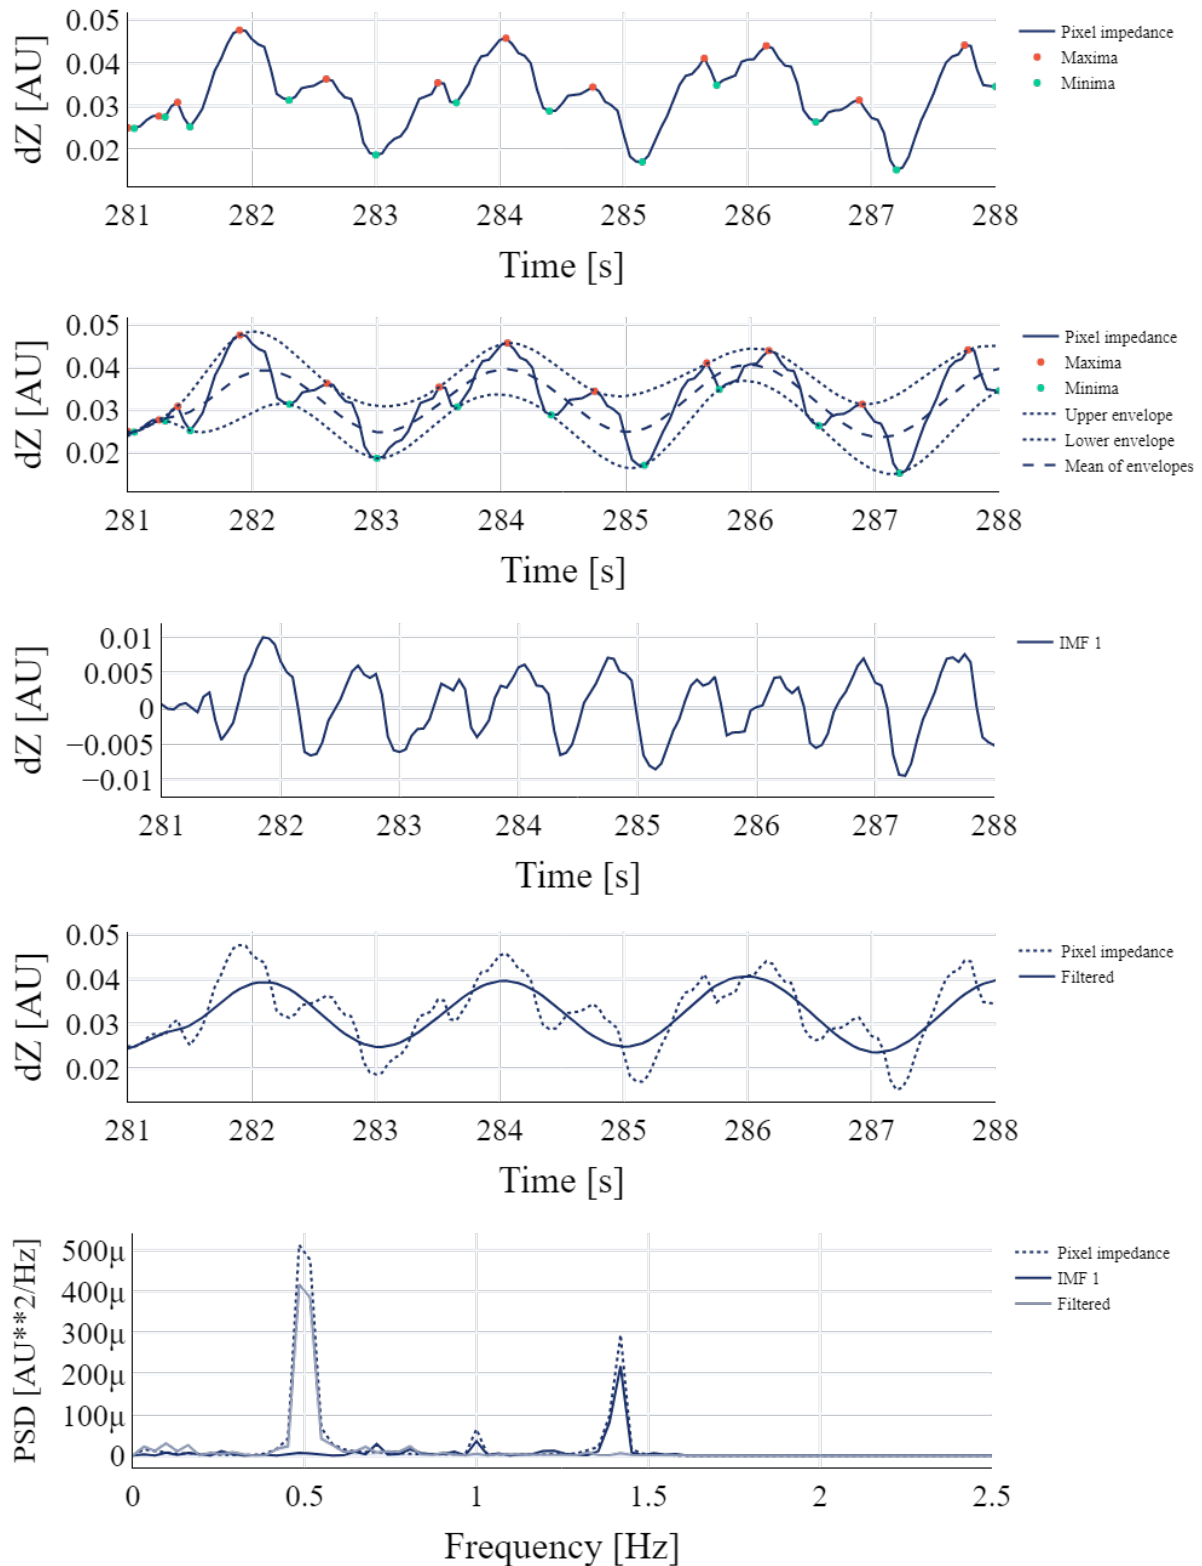 dZ [AU]
0.05
0.04
0.03
0.02
281 282 283 284 285 286 287 288
Time [s]
Pixel impedance
Maxima
Minima
dZ [AU]
0.05
0.04
0.03
0.02
281 282 283 284 285 286 287 288
Time [s]
Pixel impedance
Maxima
Minima
Upper envelope
Lower envelope
Mean of envelopes
dZ [AU]
0.01
0.005
0
−0.005
−0.01
281 282 283 284 285 286 287 288
Time [s]
IMF 1
dZ [AU]
0.05
0.04
0.03
0.02
281 282 283 284 285 286 287 288
Time [s]
Pixel impedance
Filtered
PSD [AU**2/Hz]
500μ
400μ
300μ
200μ
100μ
0
0 0.5 1 1.5 2 2.5
Frequency [Hz]
Pixel impedance
IMF 1
Filtered